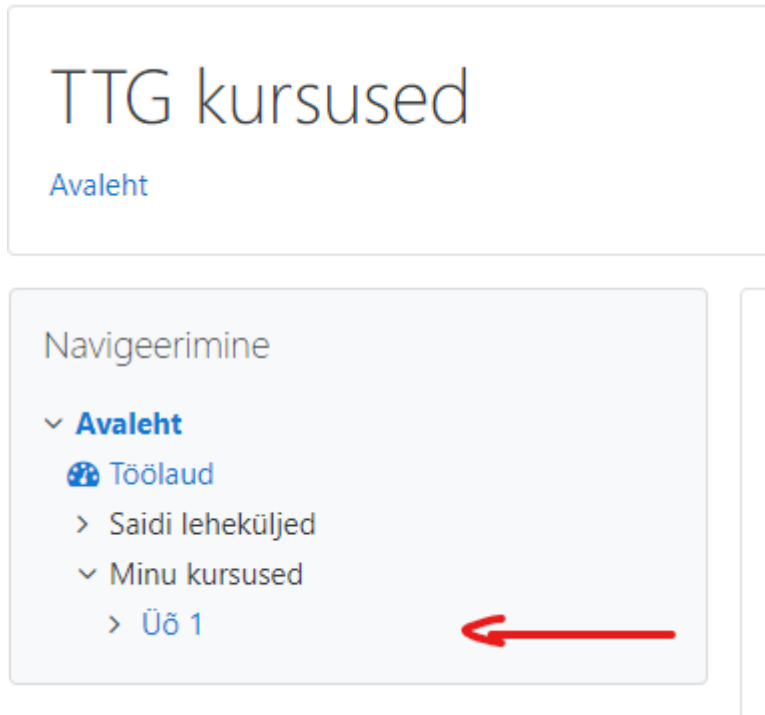 TTG kursused
Avaleht
Navigeerimine
Avaleht
Töölaud
Saidi leheküljed
Minu kursused
Üõ 1